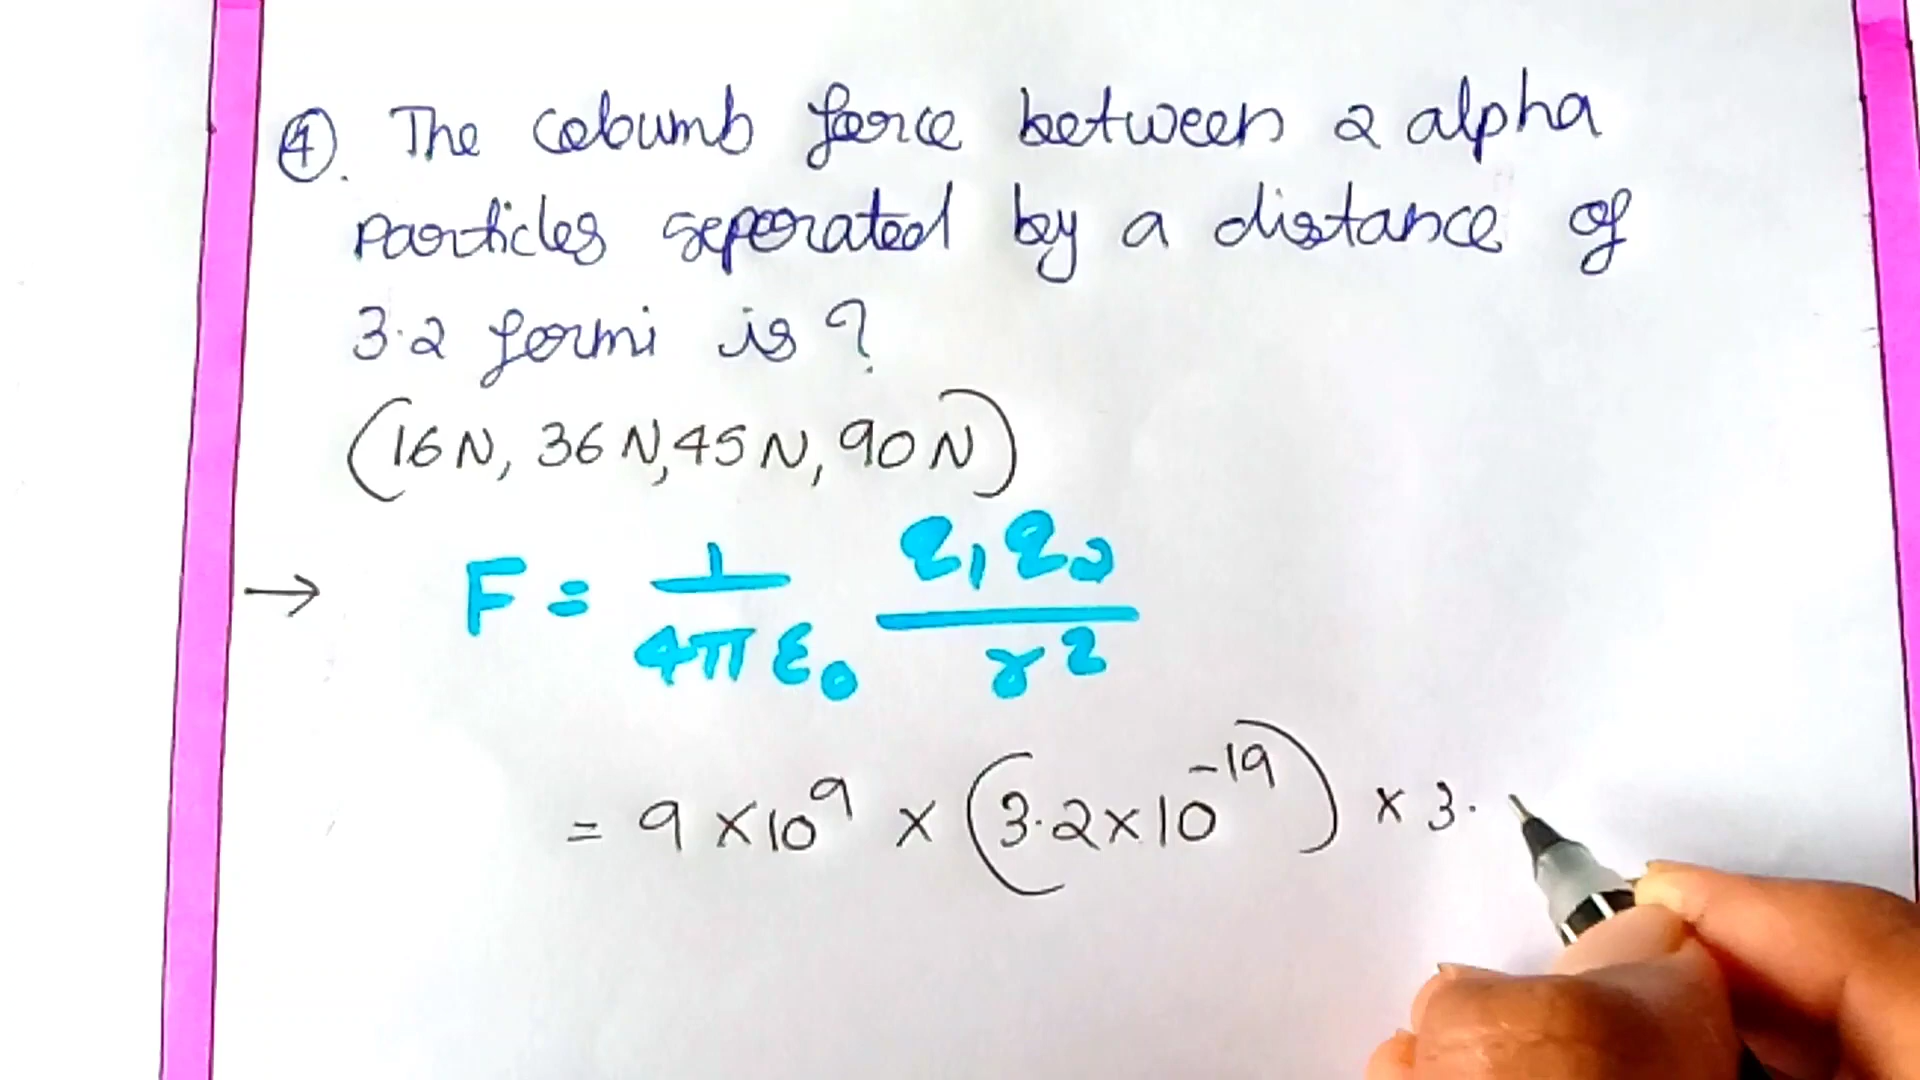 ④. The coloumb force between 2 alpha
particles seperated by a distance of
3.2 fermi is ?
(16 N, 36 N, 45 N, 90 N)
→ F = 1/4πε₀ q₁q₂/r²
= 9 × 10⁹ × (3.2 × 10⁻¹⁹) × 3.